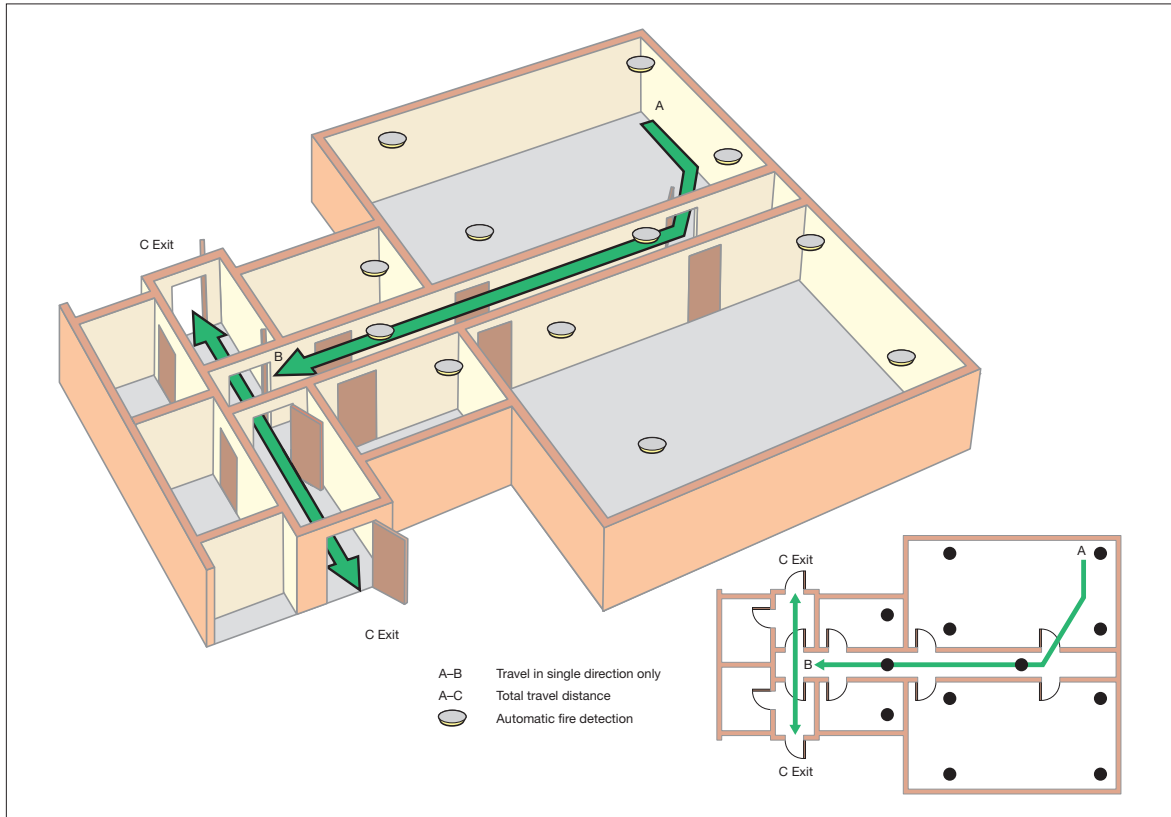 A
C Exit
B
C Exit
A–B Travel in single direction only
A–C Total travel distance
Automatic fire detection
C Exit
A
B
C Exit